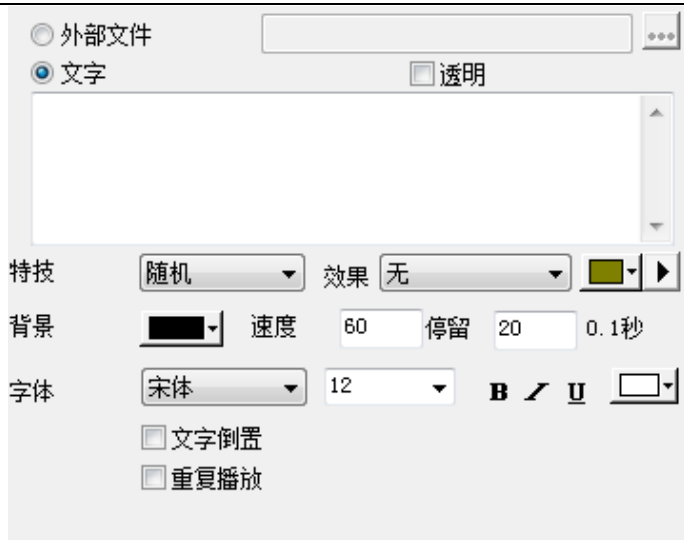 外部文件
文字 透明
特技 随机 效果 无
背景 速度 60 停留 20 0.1秒
字体 宋体 12 B I U
文字倒置
重复播放